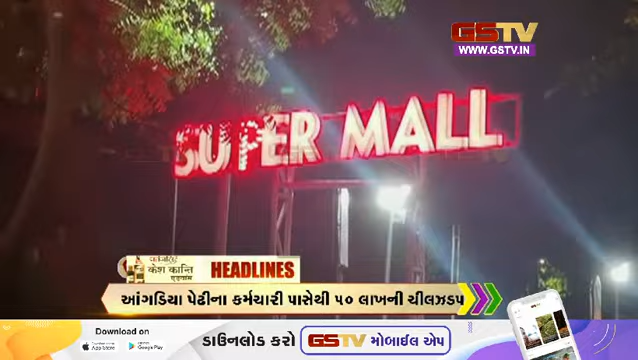 GSTV
WWW.GSTV.IN
SUPER MALL
केश कान्ति
HEADLINES
આંગડિયા પેઢીના કર્મચારી પાસેથી ૫૦ લાખની ચીલઝડપ
Download on
App Store
Google Play
ડાઉનલોડ કરો GSTV મોબાઈલ એપ